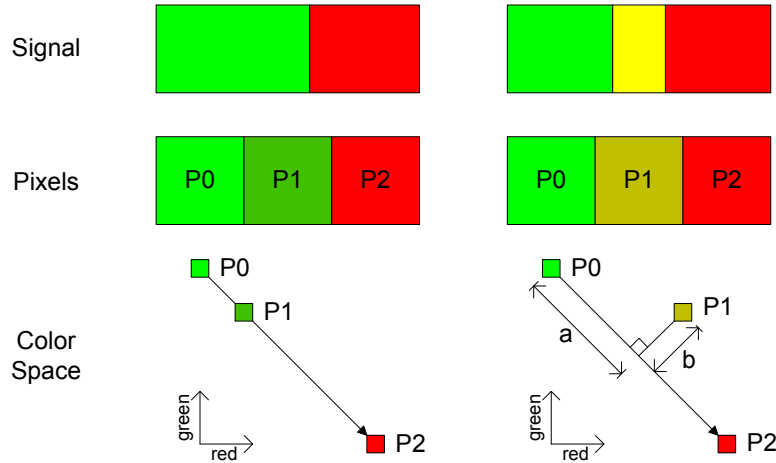 Signal
Pixels
P0 P1 P2
P0 P1 P2
Color
Space
P0
P1
P2
green
red
P0
P1
a
b
P2
green
red